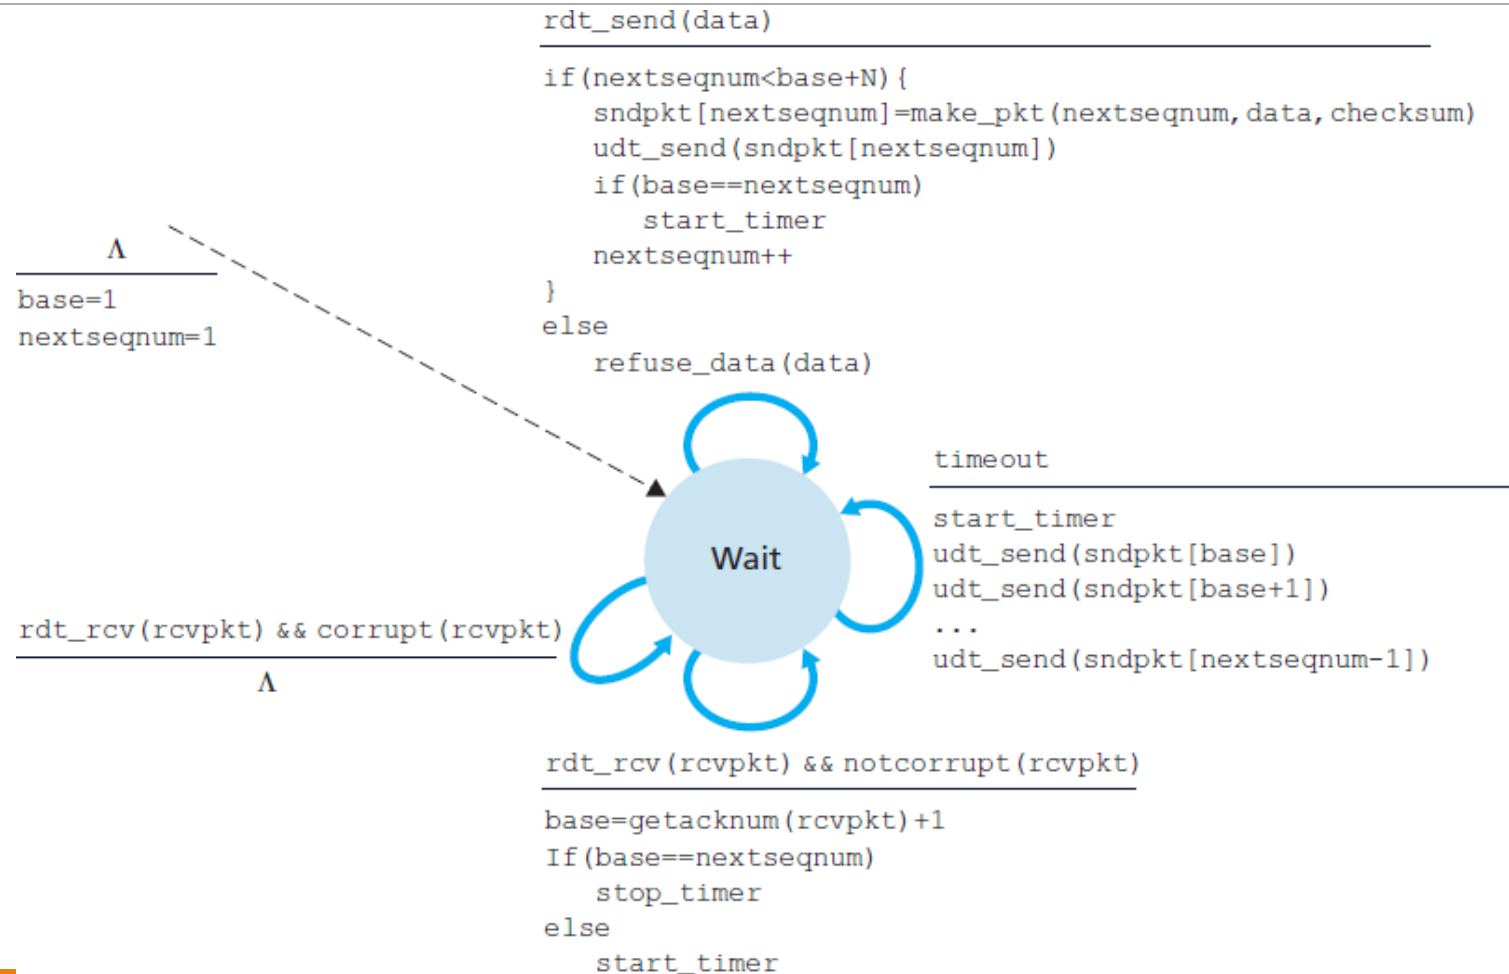 rdt_send(data)
if(nextseqnum<base+N){
sndpkt[nextseqnum]=make_pkt(nextseqnum,data,checksum)
udt_send(sndpkt[nextseqnum])
if(base==nextseqnum)
start_timer
nextseqnum++
}
else
refuse_data(data)
Λ
base=1
nextseqnum=1
timeout
start_timer
udt_send(sndpkt[base])
udt_send(sndpkt[base+1])
...
udt_send(sndpkt[nextseqnum-1])
Wait
rdt_rcv(rcvpkt) && corrupt(rcvpkt)
Λ
rdt_rcv(rcvpkt) && notcorrupt(rcvpkt)
base=getacknum(rcvpkt)+1
If(base==nextseqnum)
stop_timer
else
start_timer